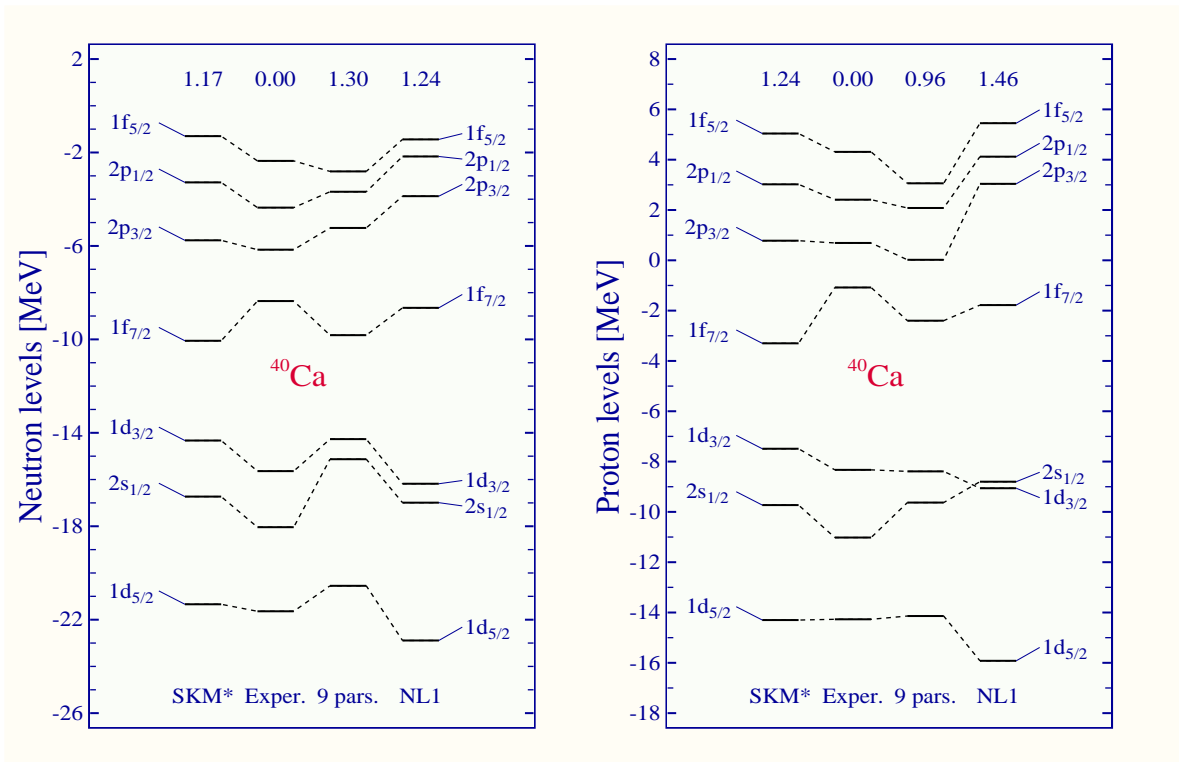 Neutron levels [MeV]
2
-2
-6
-10
-14
-18
-22
-26
1.17 0.00 1.30 1.24
1f5/2
2p1/2
2p3/2
1f7/2
1d3/2
2s1/2
1d5/2
1f5/2
2p1/2
2p3/2
1f7/2
1d3/2
2s1/2
1d5/2
40Ca
SKM* Exper. 9 pars. NL1
Proton levels [MeV]
8
6
4
2
0
-2
-4
-6
-8
-10
-12
-14
-16
-18
1.24 0.00 0.96 1.46
1f5/2
2p1/2
2p3/2
1f7/2
1d3/2
2s1/2
1d5/2
1f5/2
2p1/2
2p3/2
1f7/2
2s1/2
1d3/2
1d5/2
40Ca
SKM* Exper. 9 pars. NL1